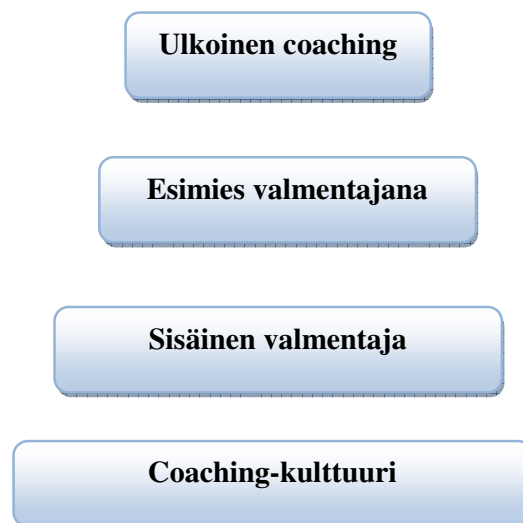 Ulkoinen coaching
Esimies valmentajana
Sisäinen valmentaja
Coaching-kulttuuri